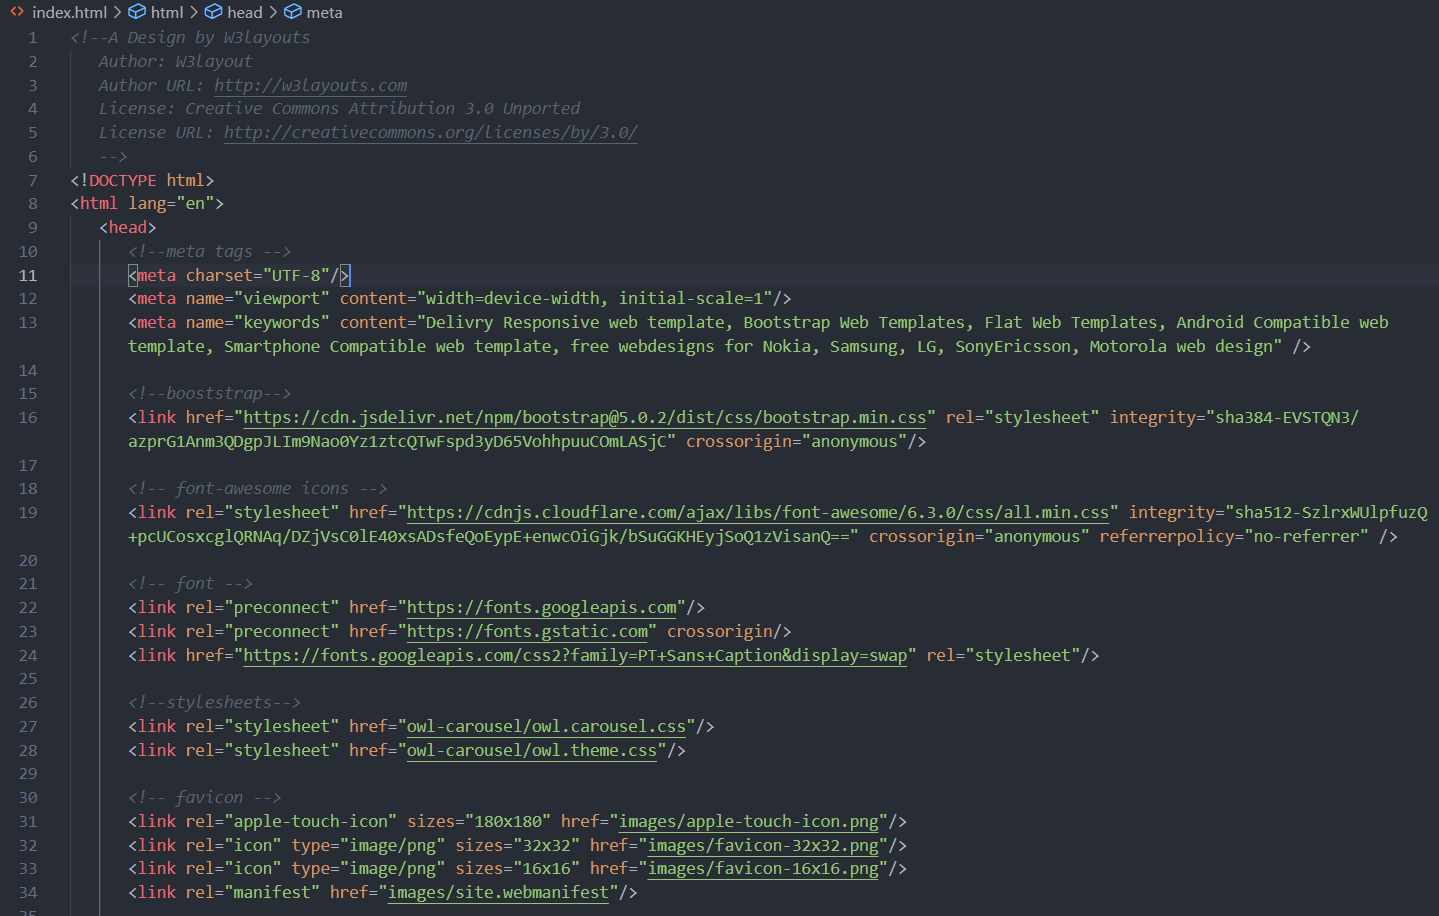 index.html > html > head > meta
1 <!--A Design by W3layouts
2 Author: W3layout
3 Author URL: http://w3layouts.com
4 License: Creative Commons Attribution 3.0 Unported
5 License URL: http://creativecommons.org/licenses/by/3.0/
6 -->
7 <!DOCTYPE html>
8 <html lang="en">
9 <head>
10 <!--meta tags -->
11 <meta charset="UTF-8"/>
12 <meta name="viewport" content="width=device-width, initial-scale=1"/>
13 <meta name="keywords" content="Delivry Responsive web template, Bootstrap Web Templates, Flat Web Templates, Android Compatible web
template, Smartphone Compatible web template, free webdesigns for Nokia, Samsung, LG, SonyEricsson, Motorola web design" />
14
15 <!--booststrap-->
16 <link href="https://cdn.jsdelivr.net/npm/bootstrap@5.0.2/dist/css/bootstrap.min.css" rel="stylesheet" integrity="sha384-EVSTQN3/
azprG1Anm3QDgpJLIm9Nao0Yz1ztcQTwFspd3yD65VohhpuuCOmLASjC" crossorigin="anonymous"/>
17
18 <!-- font-awesome icons -->
19 <link rel="stylesheet" href="https://cdnjs.cloudflare.com/ajax/libs/font-awesome/6.3.0/css/all.min.css" integrity="sha512-SzlrxWUlpfuzQ
+pcUCosxcglQRNAq/DZjVsC0lE40xsADsfeQoEypE+enwcOiGjk/bSuGGKHEyjSoQ1zVisanQ==" crossorigin="anonymous" referrerpolicy="no-referrer" />
20
21 <!-- font -->
22 <link rel="preconnect" href="https://fonts.googleapis.com"/>
23 <link rel="preconnect" href="https://fonts.gstatic.com" crossorigin/>
24 <link href="https://fonts.googleapis.com/css2?family=PT+Sans+Caption&display=swap" rel="stylesheet"/>
25
26 <!--stylesheets-->
27 <link rel="stylesheet" href="owl-carousel/owl.carousel.css"/>
28 <link rel="stylesheet" href="owl-carousel/owl.theme.css"/>
29
30 <!-- favicon -->
31 <link rel="apple-touch-icon" sizes="180x180" href="images/apple-touch-icon.png"/>
32 <link rel="icon" type="image/png" sizes="32x32" href="images/favicon-32x32.png"/>
33 <link rel="icon" type="image/png" sizes="16x16" href="images/favicon-16x16.png"/>
34 <link rel="manifest" href="images/site.webmanifest"/>